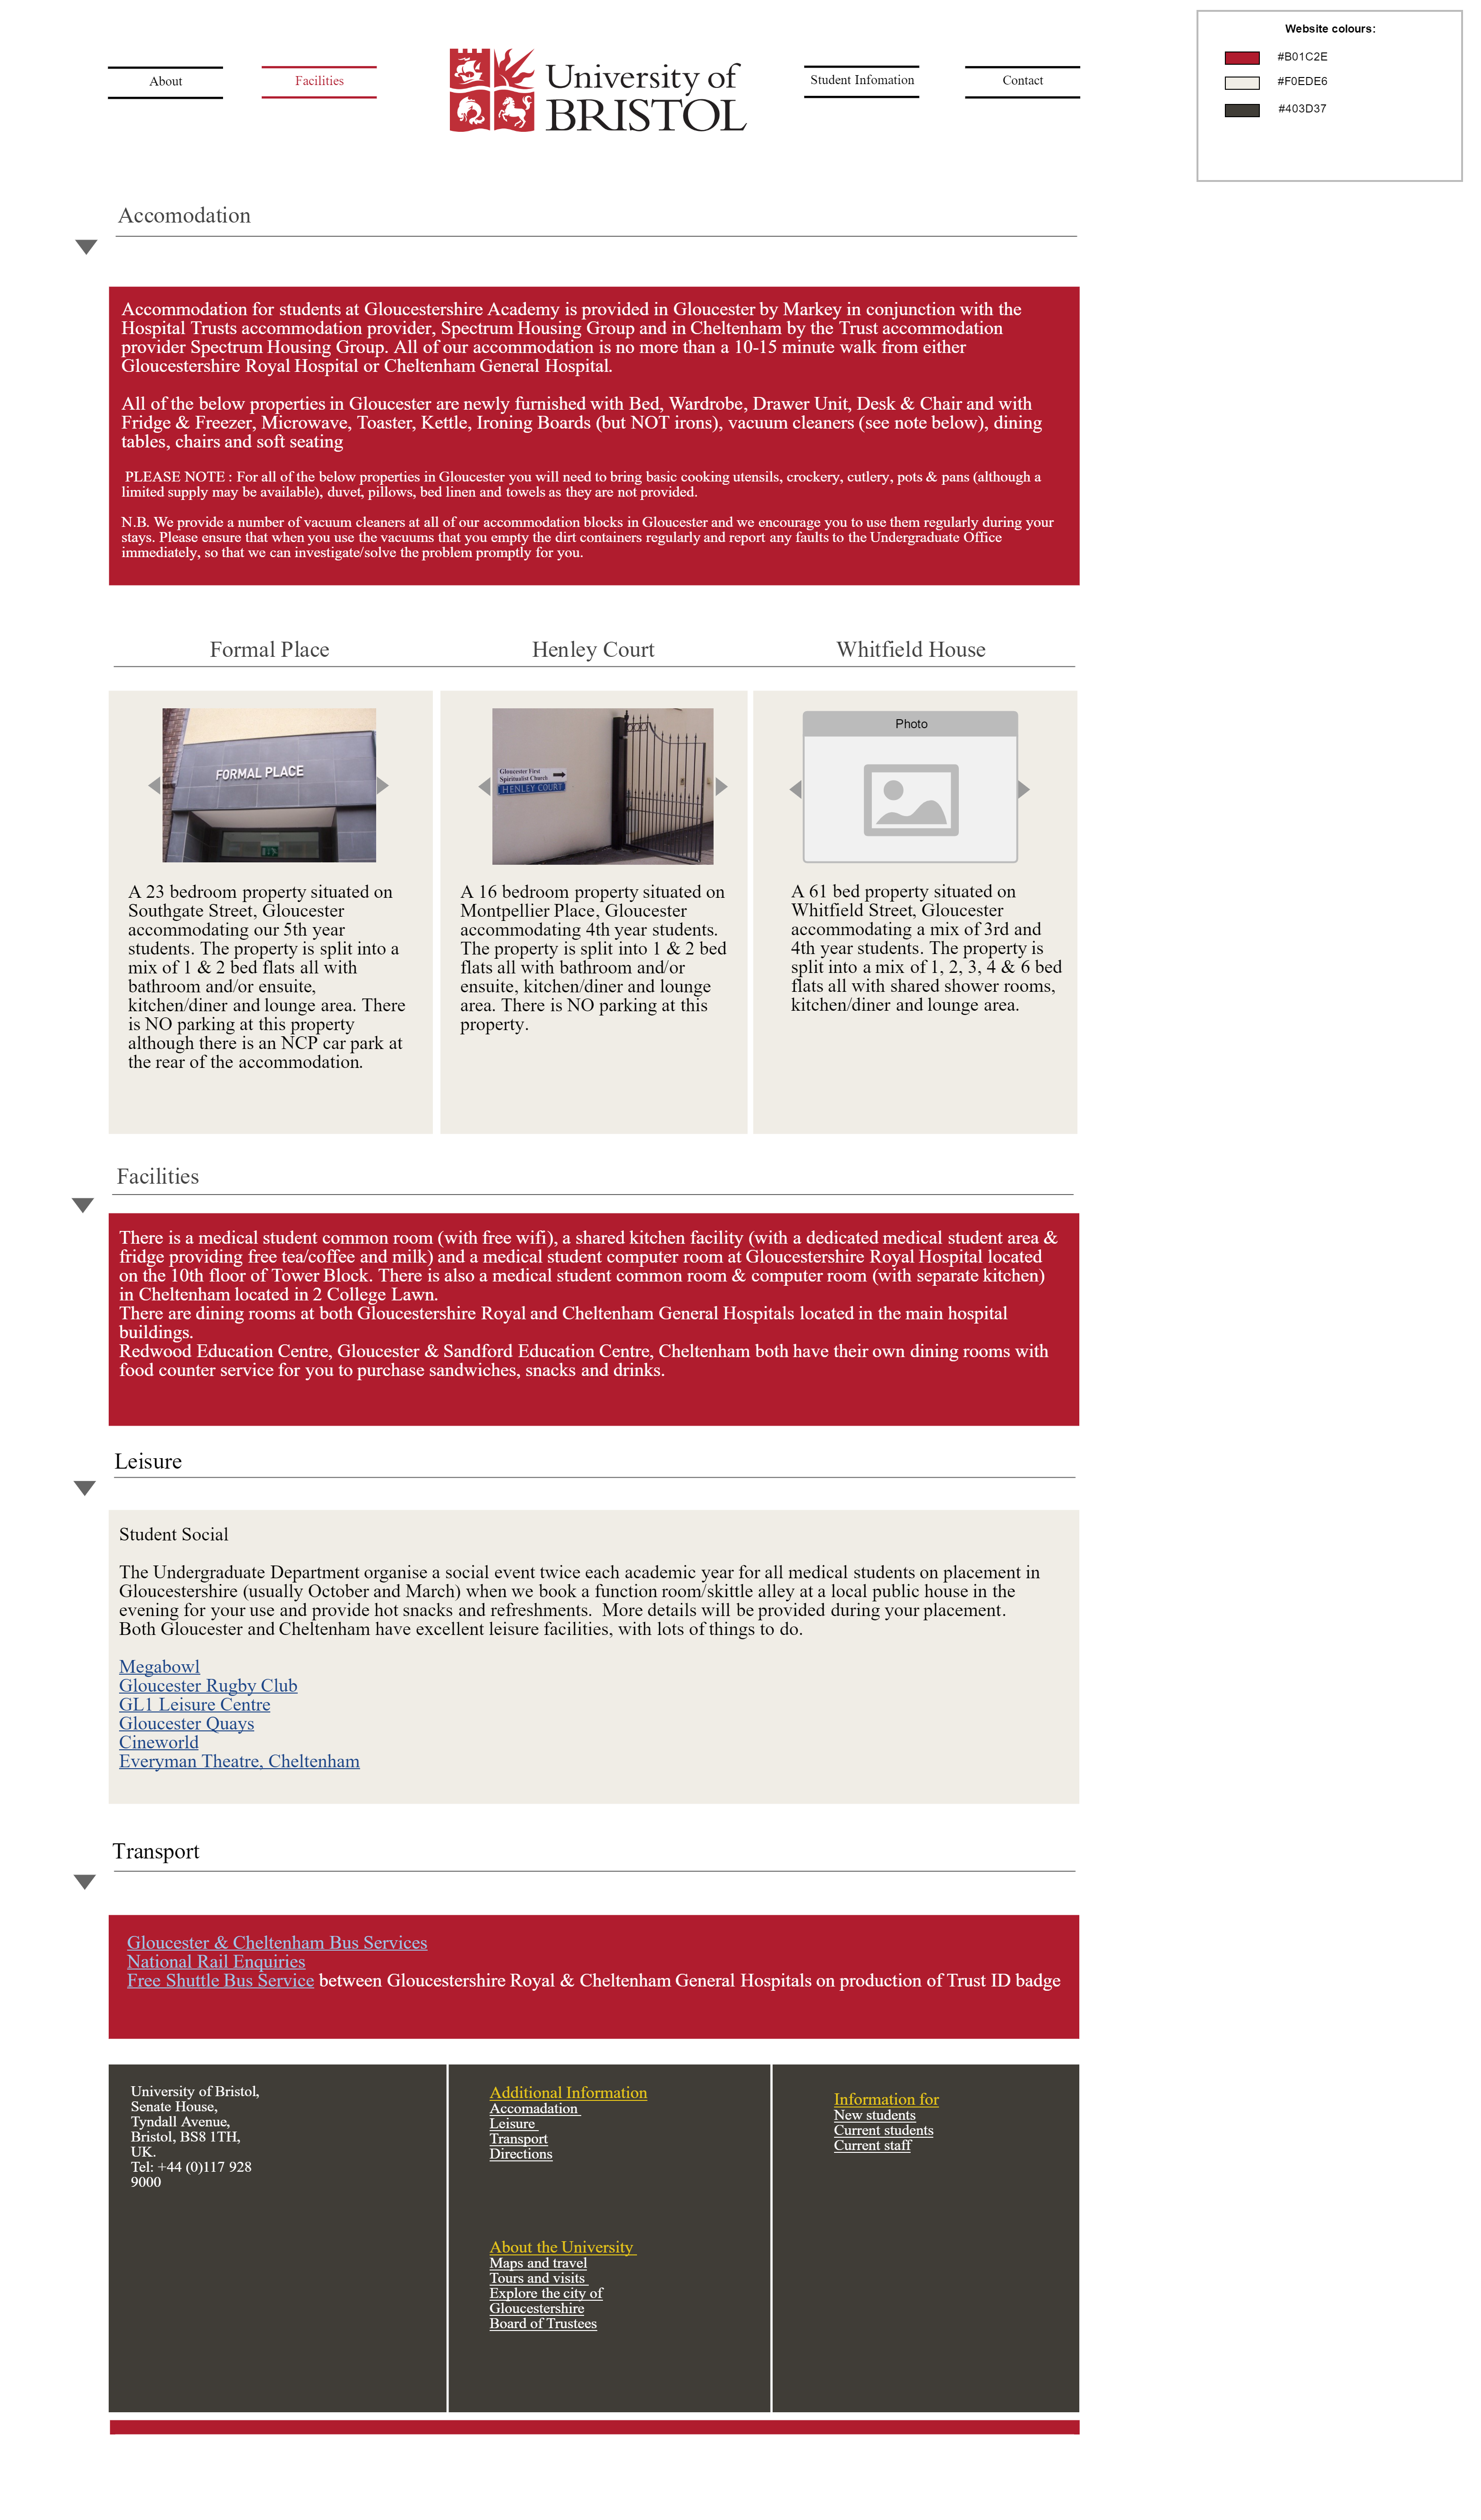 Website colours:
#B01C2E
#F0EDE6
#403D37
About
Facilities
University of
BRISTOL
Student Infomation
Contact
Accomodation
Accommodation for students at Gloucestershire Academy is provided in Gloucester by Markey in conjunction with the
Hospital Trusts accommodation provider, Spectrum Housing Group and in Cheltenham by the Trust accommodation
provider Spectrum Housing Group. All of our accommodation is no more than a 10-15 minute walk from either
Gloucestershire Royal Hospital or Cheltenham General Hospital.
All of the below properties in Gloucester are newly furnished with Bed, Wardrobe, Drawer Unit, Desk & Chair and with
Fridge & Freezer, Microwave, Toaster, Kettle, Ironing Boards (but NOT irons), vacuum cleaners (see note below), dining
tables, chairs and soft seating
PLEASE NOTE : For all of the below properties in Gloucester you will need to bring basic cooking utensils, crockery, cutlery, pots & pans (although a
limited supply may be available), duvet, pillows, bed linen and towels as they are not provided.
N.B. We provide a number of vacuum cleaners at all of our accommodation blocks in Gloucester and we encourage you to use them regularly during your
stays. Please ensure that when you use the vacuums that you empty the dirt containers regularly and report any faults to the Undergraduate Office
immediately, so that we can investigate/solve the problem promptly for you.
Formal Place
Henley Court
Whitfield House
FORMAL PLACE
A 23 bedroom property situated on
Southgate Street, Gloucester
accommodating our 5th year
students. The property is split into a
mix of 1 & 2 bed flats all with
bathroom and/or ensuite,
kitchen/diner and lounge area. There
is NO parking at this property
although there is an NCP car park at
the rear of the accommodation.
Gloucester First
Spiritualist Church
HENLEY COURT
A 16 bedroom property situated on
Montpellier Place, Gloucester
accommodating 4th year students.
The property is split into 1 & 2 bed
flats all with bathroom and/or
ensuite, kitchen/diner and lounge
area. There is NO parking at this
property.
Photo
A 61 bed property situated on
Whitfield Street, Gloucester
accommodating a mix of 3rd and
4th year students. The property is
split into a mix of 1, 2, 3, 4 & 6 bed
flats all with shared shower rooms,
kitchen/diner and lounge area.
Facilities
There is a medical student common room (with free wifi), a shared kitchen facility (with a dedicated medical student area &
fridge providing free tea/coffee and milk) and a medical student computer room at Gloucestershire Royal Hospital located
on the 10th floor of Tower Block. There is also a medical student common room & computer room (with separate kitchen)
in Cheltenham located in 2 College Lawn.
There are dining rooms at both Gloucestershire Royal and Cheltenham General Hospitals located in the main hospital
buildings.
Redwood Education Centre, Gloucester & Sandford Education Centre, Cheltenham both have their own dining rooms with
food counter service for you to purchase sandwiches, snacks and drinks.
Leisure
Student Social
The Undergraduate Department organise a social event twice each academic year for all medical students on placement in
Gloucestershire (usually October and March) when we book a function room/skittle alley at a local public house in the
evening for your use and provide hot snacks and refreshments. More details will be provided during your placement.
Both Gloucester and Cheltenham have excellent leisure facilities, with lots of things to do.
Megabowl
Gloucester Rugby Club
GL1 Leisure Centre
Gloucester Quays
Cineworld
Everyman Theatre, Cheltenham
Transport
Gloucester & Cheltenham Bus Services
National Rail Enquiries
Free Shuttle Bus Service between Gloucestershire Royal & Cheltenham General Hospitals on production of Trust ID badge
University of Bristol,
Senate House,
Tyndall Avenue,
Bristol, BS8 1TH,
UK.
Tel: +44 (0)117 928
9000
Additional Information
Accomadation
Leisure
Transport
Directions
About the University
Maps and travel
Tours and visits
Explore the city of
Gloucestershire
Board of Trustees
Information for
New students
Current students
Current staff